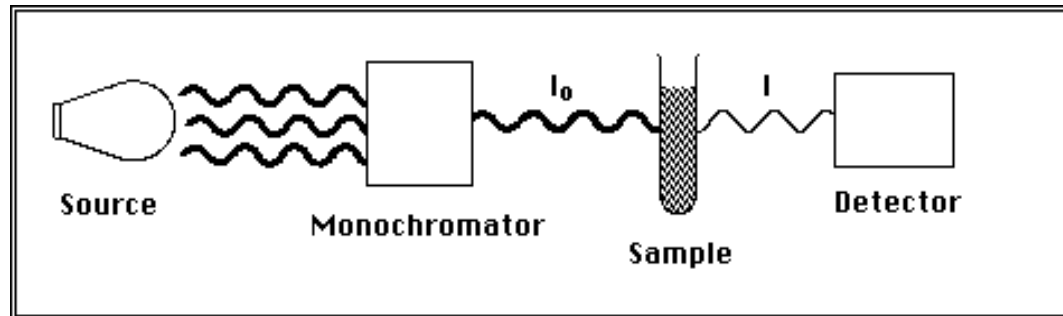 I₀
I
Source
Monochromator
Sample
Detector